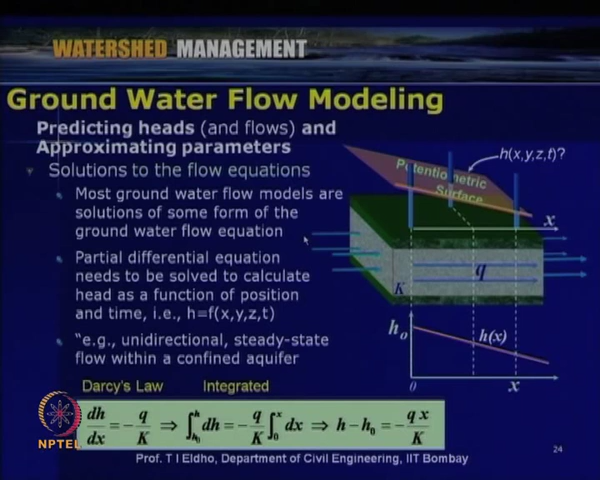 WATERSHED MANAGEMENT
Ground Water Flow Modeling
Predicting heads (and flows) and
Approximating parameters
Solutions to the flow equations
Most ground water flow models are
solutions of some form of the
ground water flow equation
Partial differential equation
needs to be solved to calculate
head as a function of position
and time, i.e., h=f(x,y,z,t)
"e.g., unidirectional, steady-state
flow within a confined aquifer
h(x,y,z,t)?
Potentiometric
Surface
x
q
K
h₀
h(x)
0
x
Darcy's Law Integrated
dh/dx = -q/K ⇒ ∫_{h₀}^{h} dh = -q/K ∫_0^x dx ⇒ h - h₀ = -qx/K
NPTEL
Prof. T I Eldho, Department of Civil Engineering, IIT Bombay
24